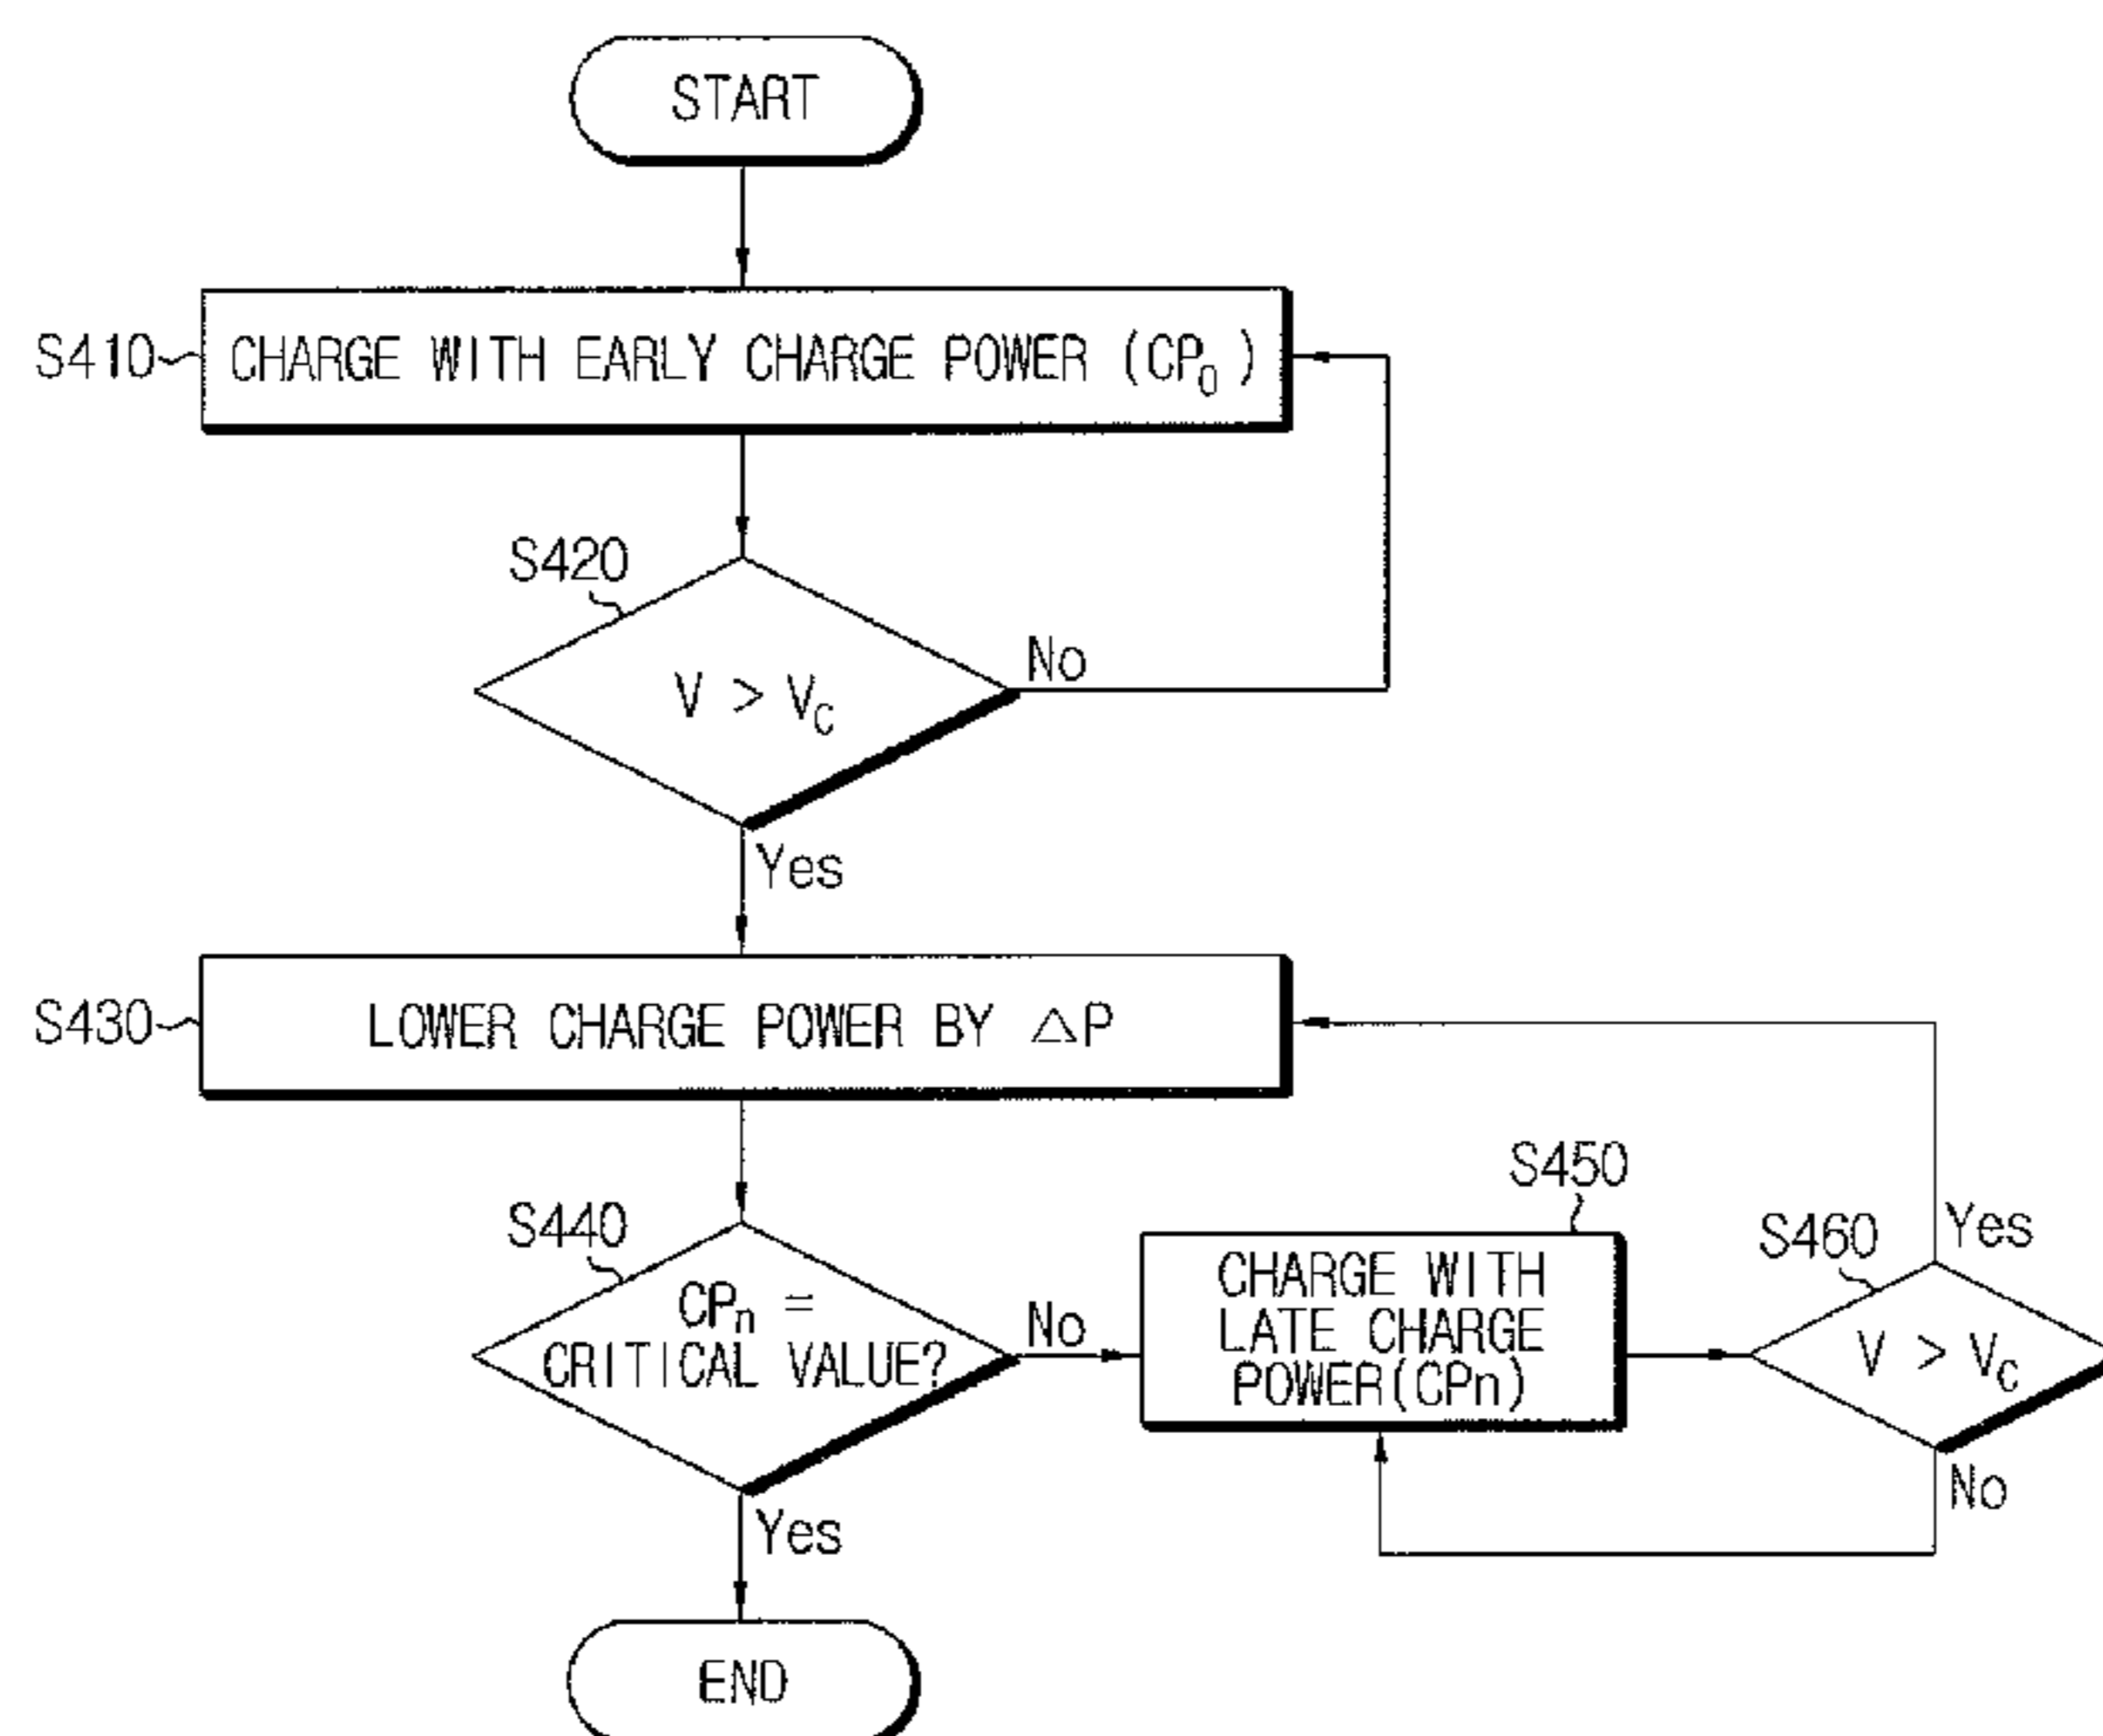 START
S410 CHARGE WITH EARLY CHARGE POWER (CP0)
S420
V > VC
No
Yes
S430 LOWER CHARGE POWER BY △P
S440
CPn =
CRITICAL VALUE?
No
Yes
S450
CHARGE WITH
LATE CHARGE
POWER(CPn)
S460
V > VC
Yes
No
END